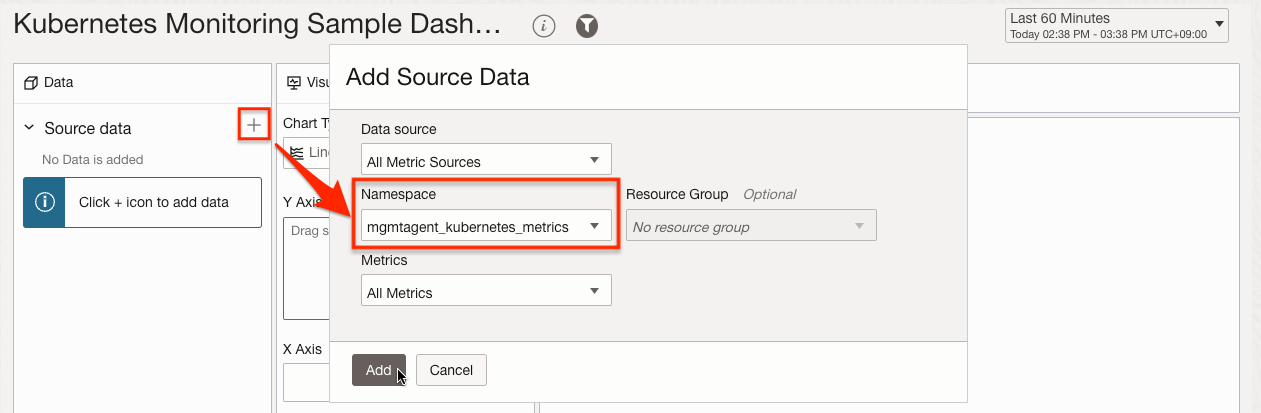 Kubernetes Monitoring Sample Dash...
Last 60 Minutes
Today 02:38 PM - 03:38 PM UTC+09:00
Data
Source data
No Data is added
Click + icon to add data
Visu
Chart Ty
Line
Y Axis
Drag s
X Axis
Add Source Data
Data source
All Metric Sources
Namespace
mgmtagent_kubernetes_metrics
Resource Group Optional
No resource group
Metrics
All Metrics
Add
Cancel